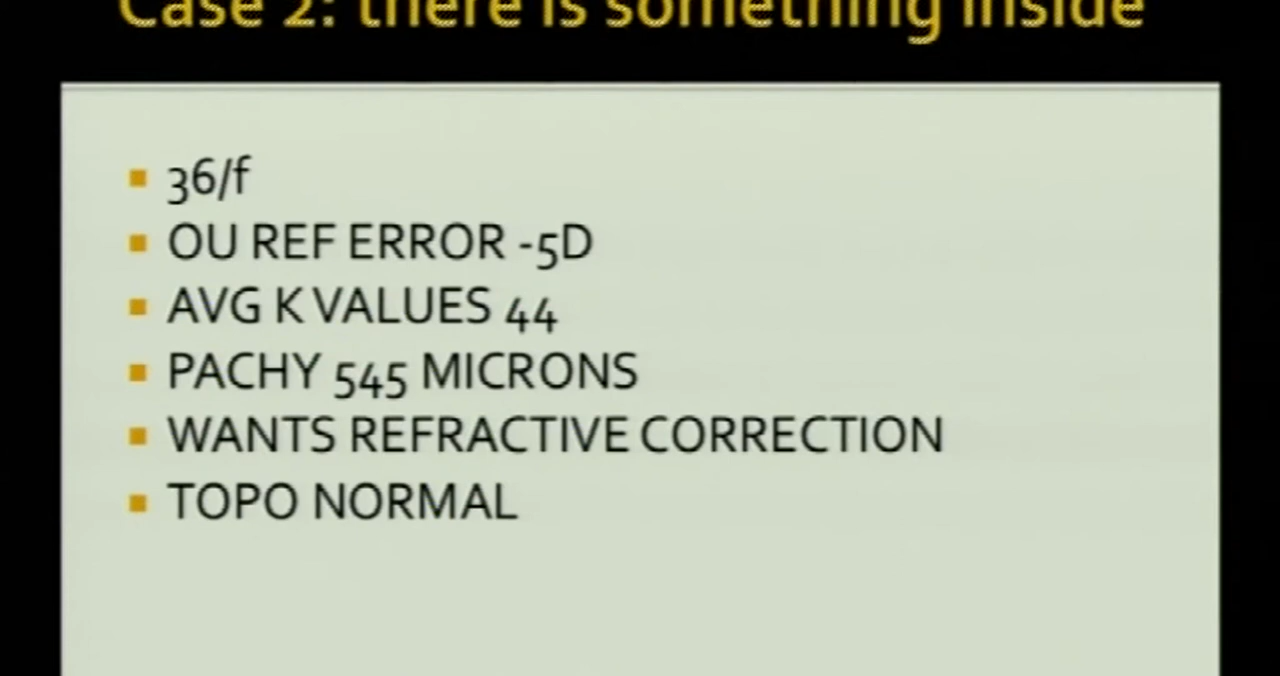 Case 2: there is something inside
36/f
OU REF ERROR -5D
AVG K VALUES 44
PACHY 545 MICRONS
WANTS REFRACTIVE CORRECTION
TOPO NORMAL